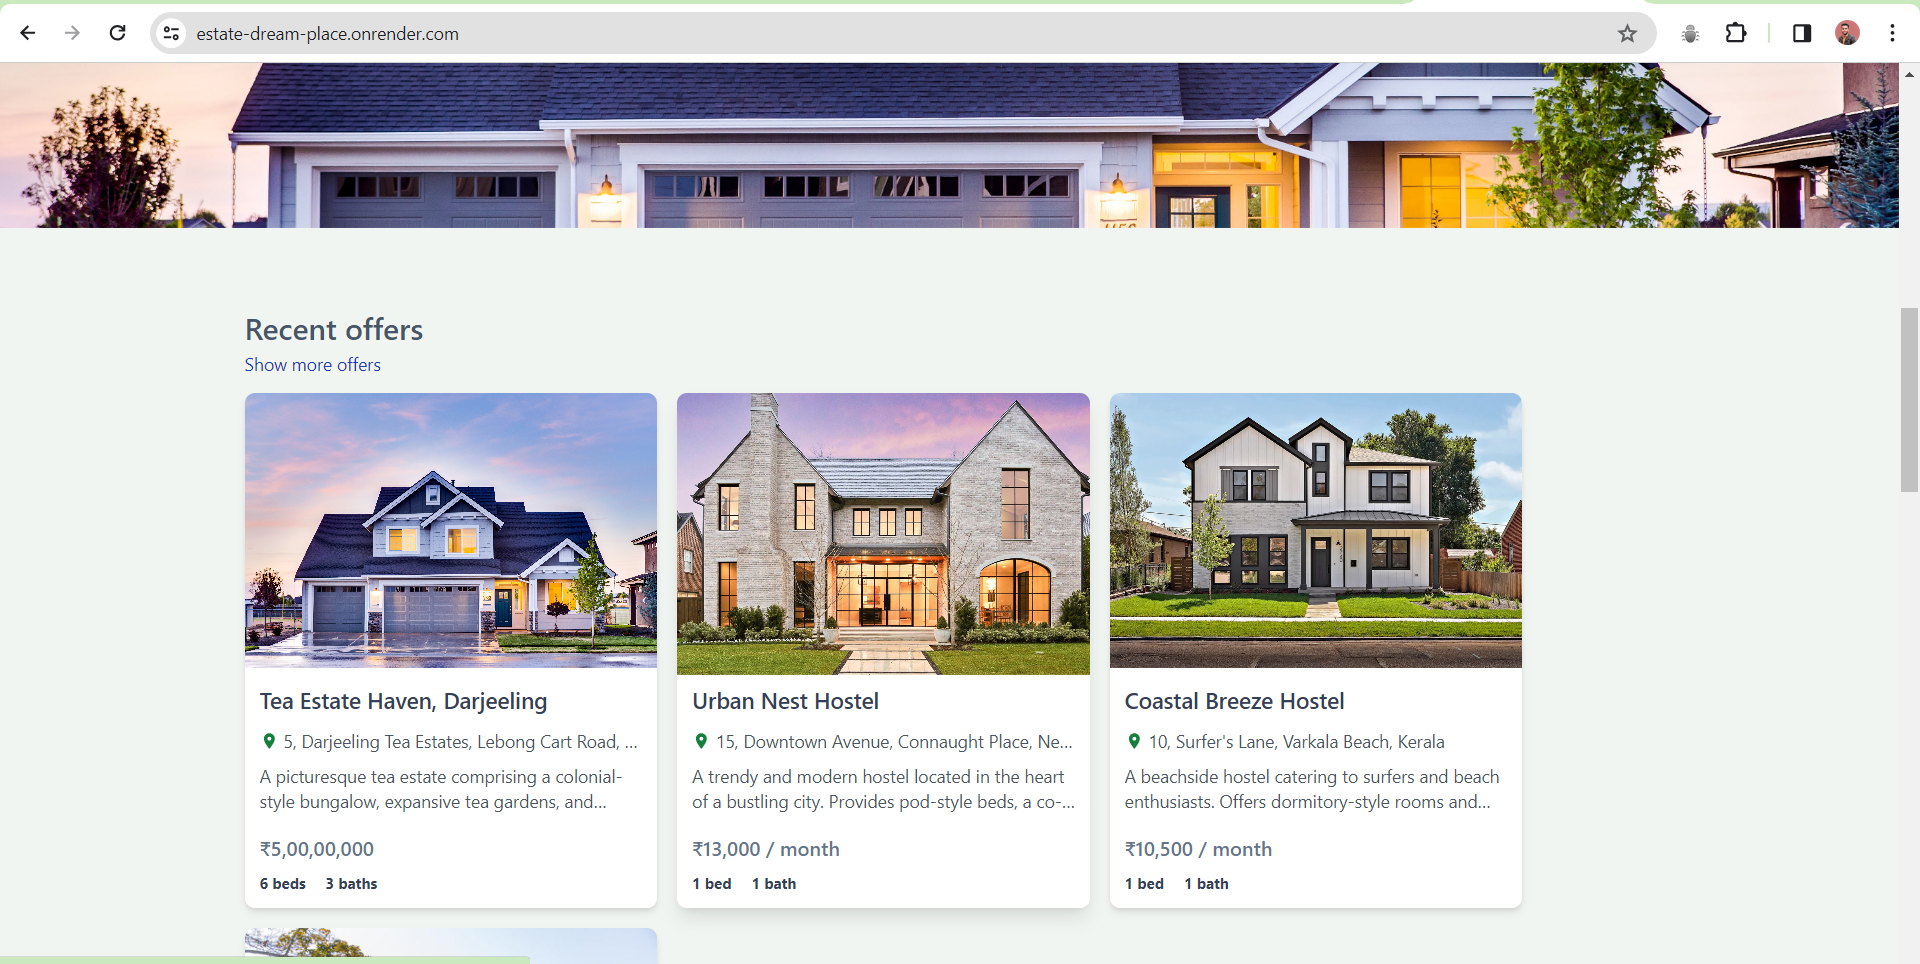 estate-dream-place.onrender.com
Recent offers
Show more offers
Tea Estate Haven, Darjeeling
5, Darjeeling Tea Estates, Lebong Cart Road, ...
A picturesque tea estate comprising a colonial-
style bungalow, expansive tea gardens, and...
₹5,00,00,000
6 beds 3 baths
Urban Nest Hostel
15, Downtown Avenue, Connaught Place, Ne...
A trendy and modern hostel located in the heart
of a bustling city. Provides pod-style beds, a co-...
₹13,000 / month
1 bed 1 bath
Coastal Breeze Hostel
10, Surfer's Lane, Varkala Beach, Kerala
A beachside hostel catering to surfers and beach
enthusiasts. Offers dormitory-style rooms and...
₹10,500 / month
1 bed 1 bath